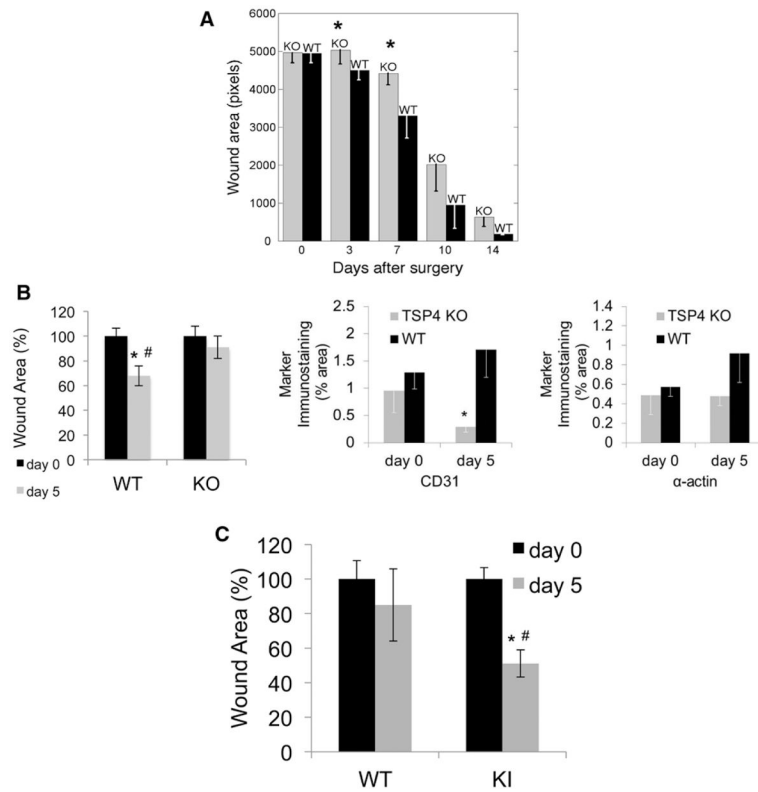 A
6000
5000
4000
3000
2000
1000
0
Wound area (pixels)
KO WT
* KO WT
* KO WT
KO WT
KO WT
0 3 7 10 14
Days after surgery
B
120
100
80
60
40
20
0
Wound Area (%)
* #
day 0
day 5
WT KO
2.5
2
1.5
1
0.5
0
Marker
Immunostaining
(% area)
TSP4 KO
WT
*
day 0 day 5
CD31
1.4
1.2
1
0.8
0.6
0.4
0.2
0
Marker
Immunostaining
(% area)
TSP4 KO
WT
day 0 day 5
α-actin
C
120
100
80
60
40
20
0
Wound Area (%)
day 0
day 5
* #
WT KI